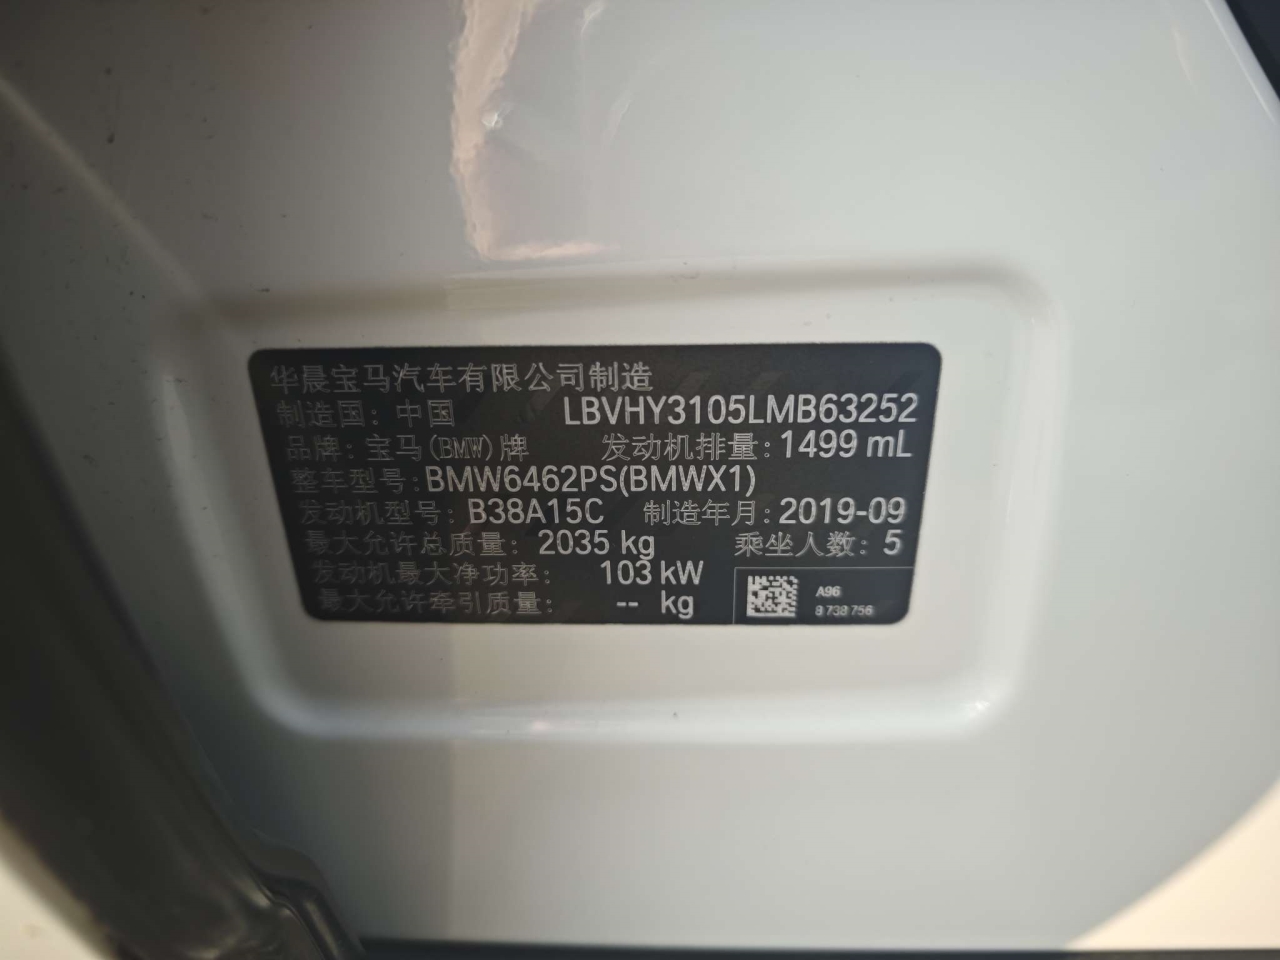 华晨宝马汽车有限公司制造
制造国: 中国 LBVHY3105LMB63252
品牌: 宝马(BMW)牌 发动机排量: 1499 mL
整车型号: BMW6462PS(BMWX1)
发动机型号: B38A15C 制造年月: 2019-09
最大允许总质量: 2035 kg 乘坐人数: 5
发动机最大净功率: 103 kW
最大允许牵引质量: -- kg
A96
8 738 756